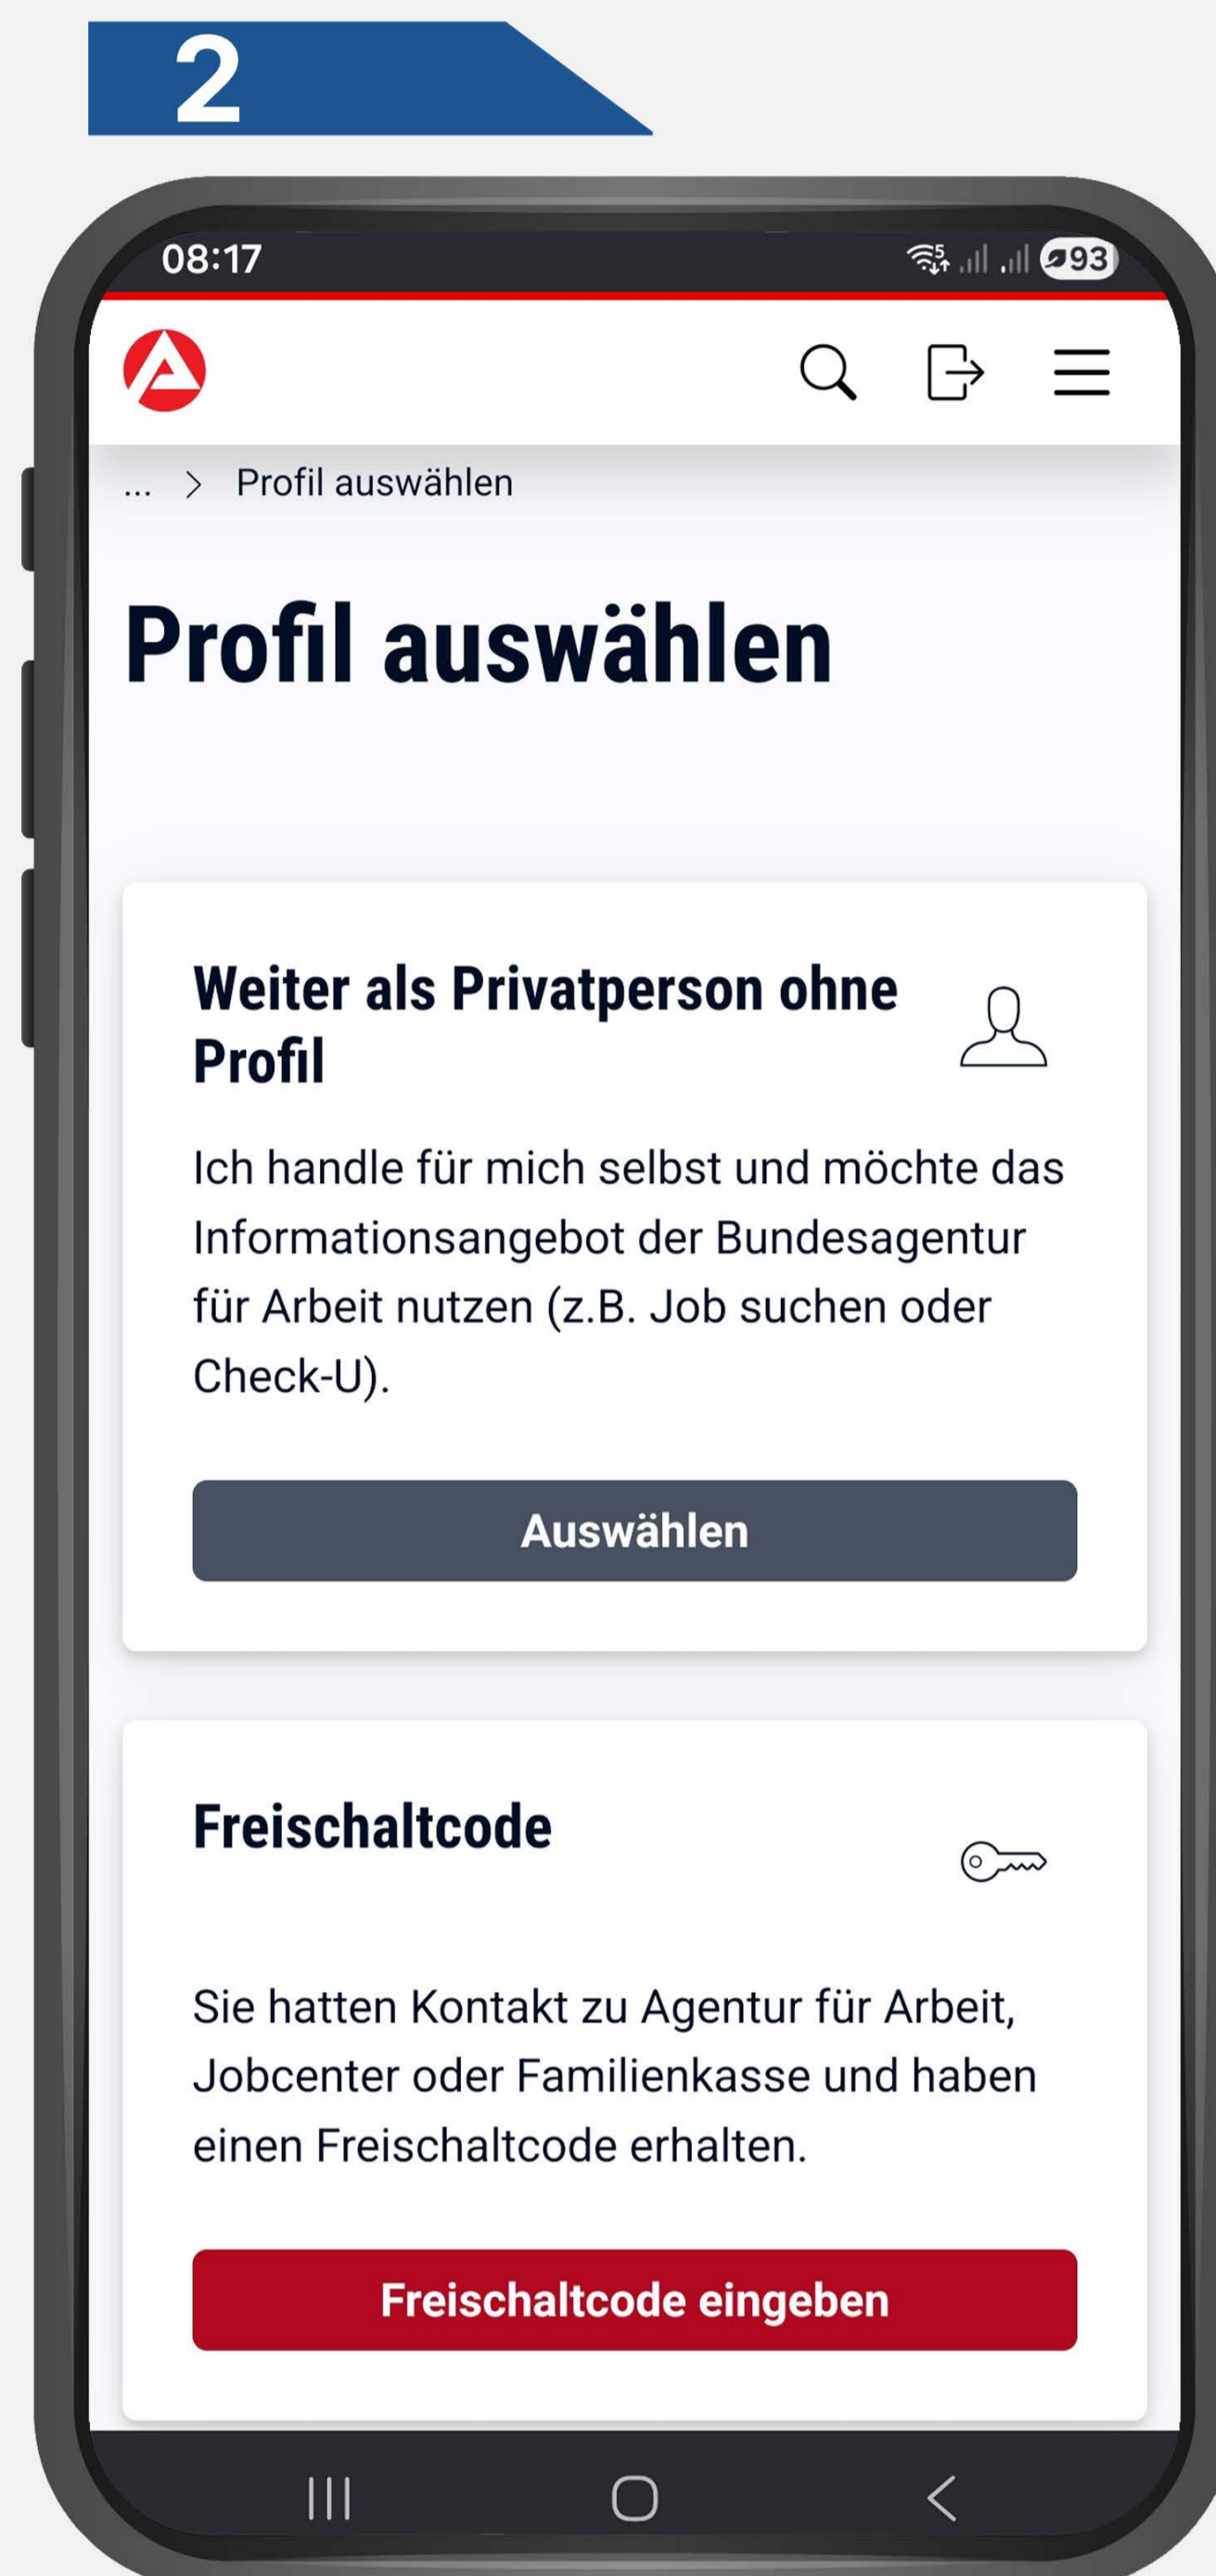 2
08:17
93
... > Profil auswählen
Profil auswählen
Weiter als Privatperson ohne
Profil
Ich handle für mich selbst und möchte das
Informationsangebot der Bundesagentur
für Arbeit nutzen (z.B. Job suchen oder
Check-U).
Auswählen
Freischaltcode
Sie hatten Kontakt zu Agentur für Arbeit,
Jobcenter oder Familienkasse und haben
einen Freischaltcode erhalten.
Freischaltcode eingeben